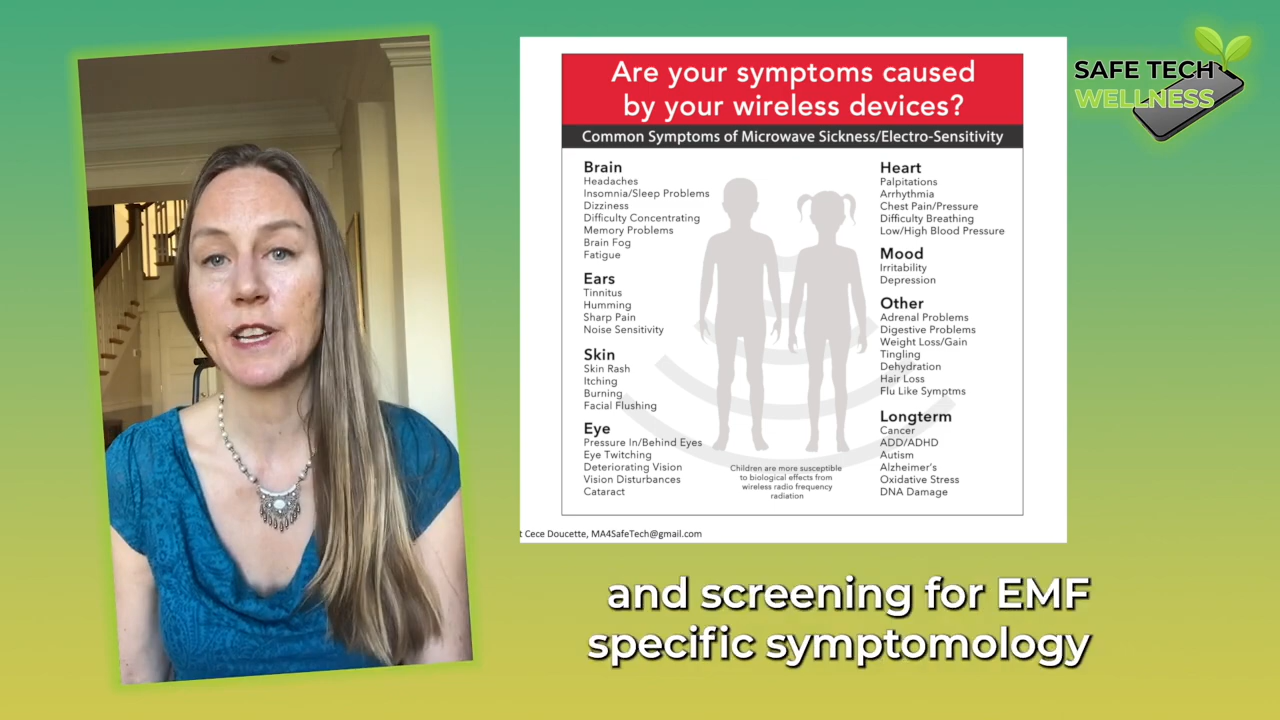 SAFE TECH
WELLNESS
Are your symptoms caused
by your wireless devices?
Common Symptoms of Microwave Sickness/Electro-Sensitivity
Brain
Headaches
Insomnia/Sleep Problems
Dizziness
Difficulty Concentrating
Memory Problems
Brain Fog
Fatigue
Ears
Tinnitus
Humming
Sharp Pain
Noise Sensitivity
Skin
Skin Rash
Itching
Burning
Facial Flushing
Eye
Pressure In/Behind Eyes
Eye Twitching
Deteriorating Vision
Vision Disturbances
Cataract
Heart
Palpitations
Arrhythmia
Chest Pain/Pressure
Difficulty Breathing
Low/High Blood Pressure
Mood
Irritability
Depression
Other
Adrenal Problems
Digestive Problems
Weight Loss/Gain
Tingling
Dehydration
Hair Loss
Flu Like Symptms
Longterm
Cancer
ADD/ADHD
Autism
Alzheimer's
Oxidative Stress
DNA Damage
Children are more susceptible
to biological effects from
wireless radio frequency
radiation
t Cece Doucette, MA4SafeTech@gmail.com
and screening for EMF
specific symptomology